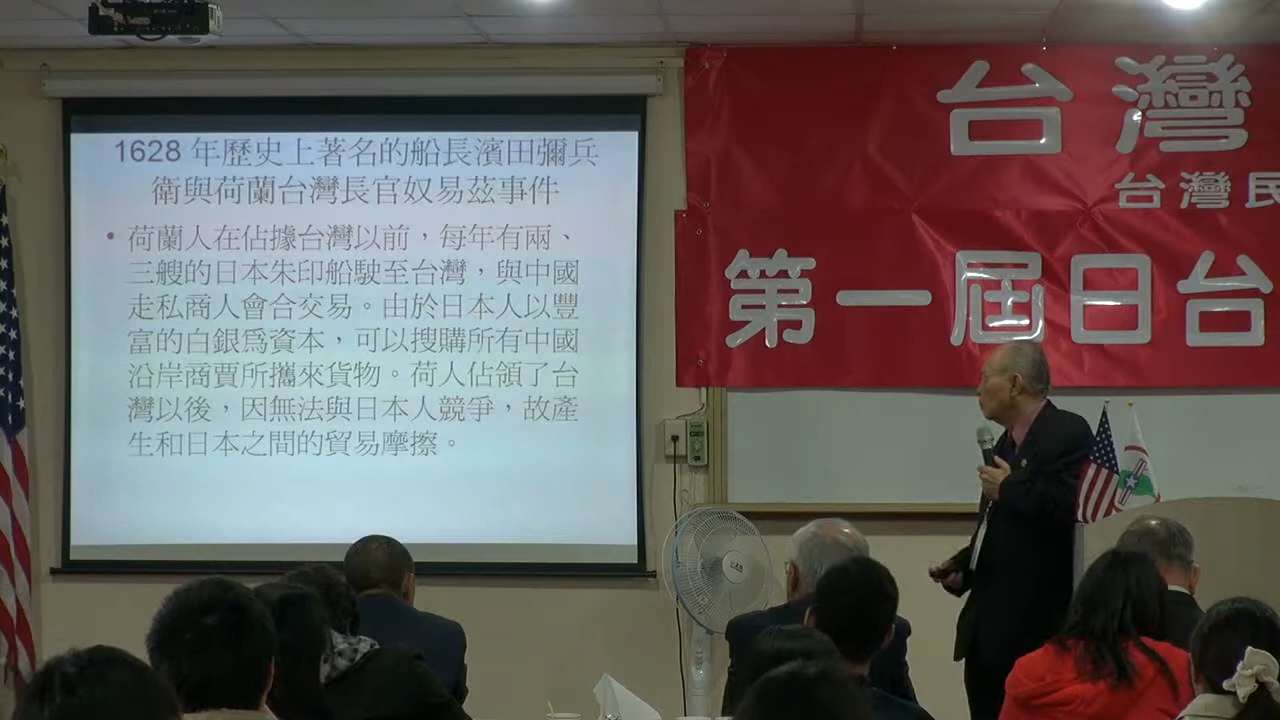 1628 年歷史上著名的船長濱田彌兵
衛與荷蘭台灣長官奴易茲事件
• 荷蘭人在佔據台灣以前，每年有兩、
三艘的日本朱印船駛至台灣，與中國
走私商人會合交易。由於日本人以豐
富的白銀爲資本，可以搜購所有中國
沿岸商賈所攜來貨物。荷人佔領了台
灣以後，因無法與日本人競爭，故產
生和日本之間的貿易摩擦。
台灣
台灣民
第一屆日台